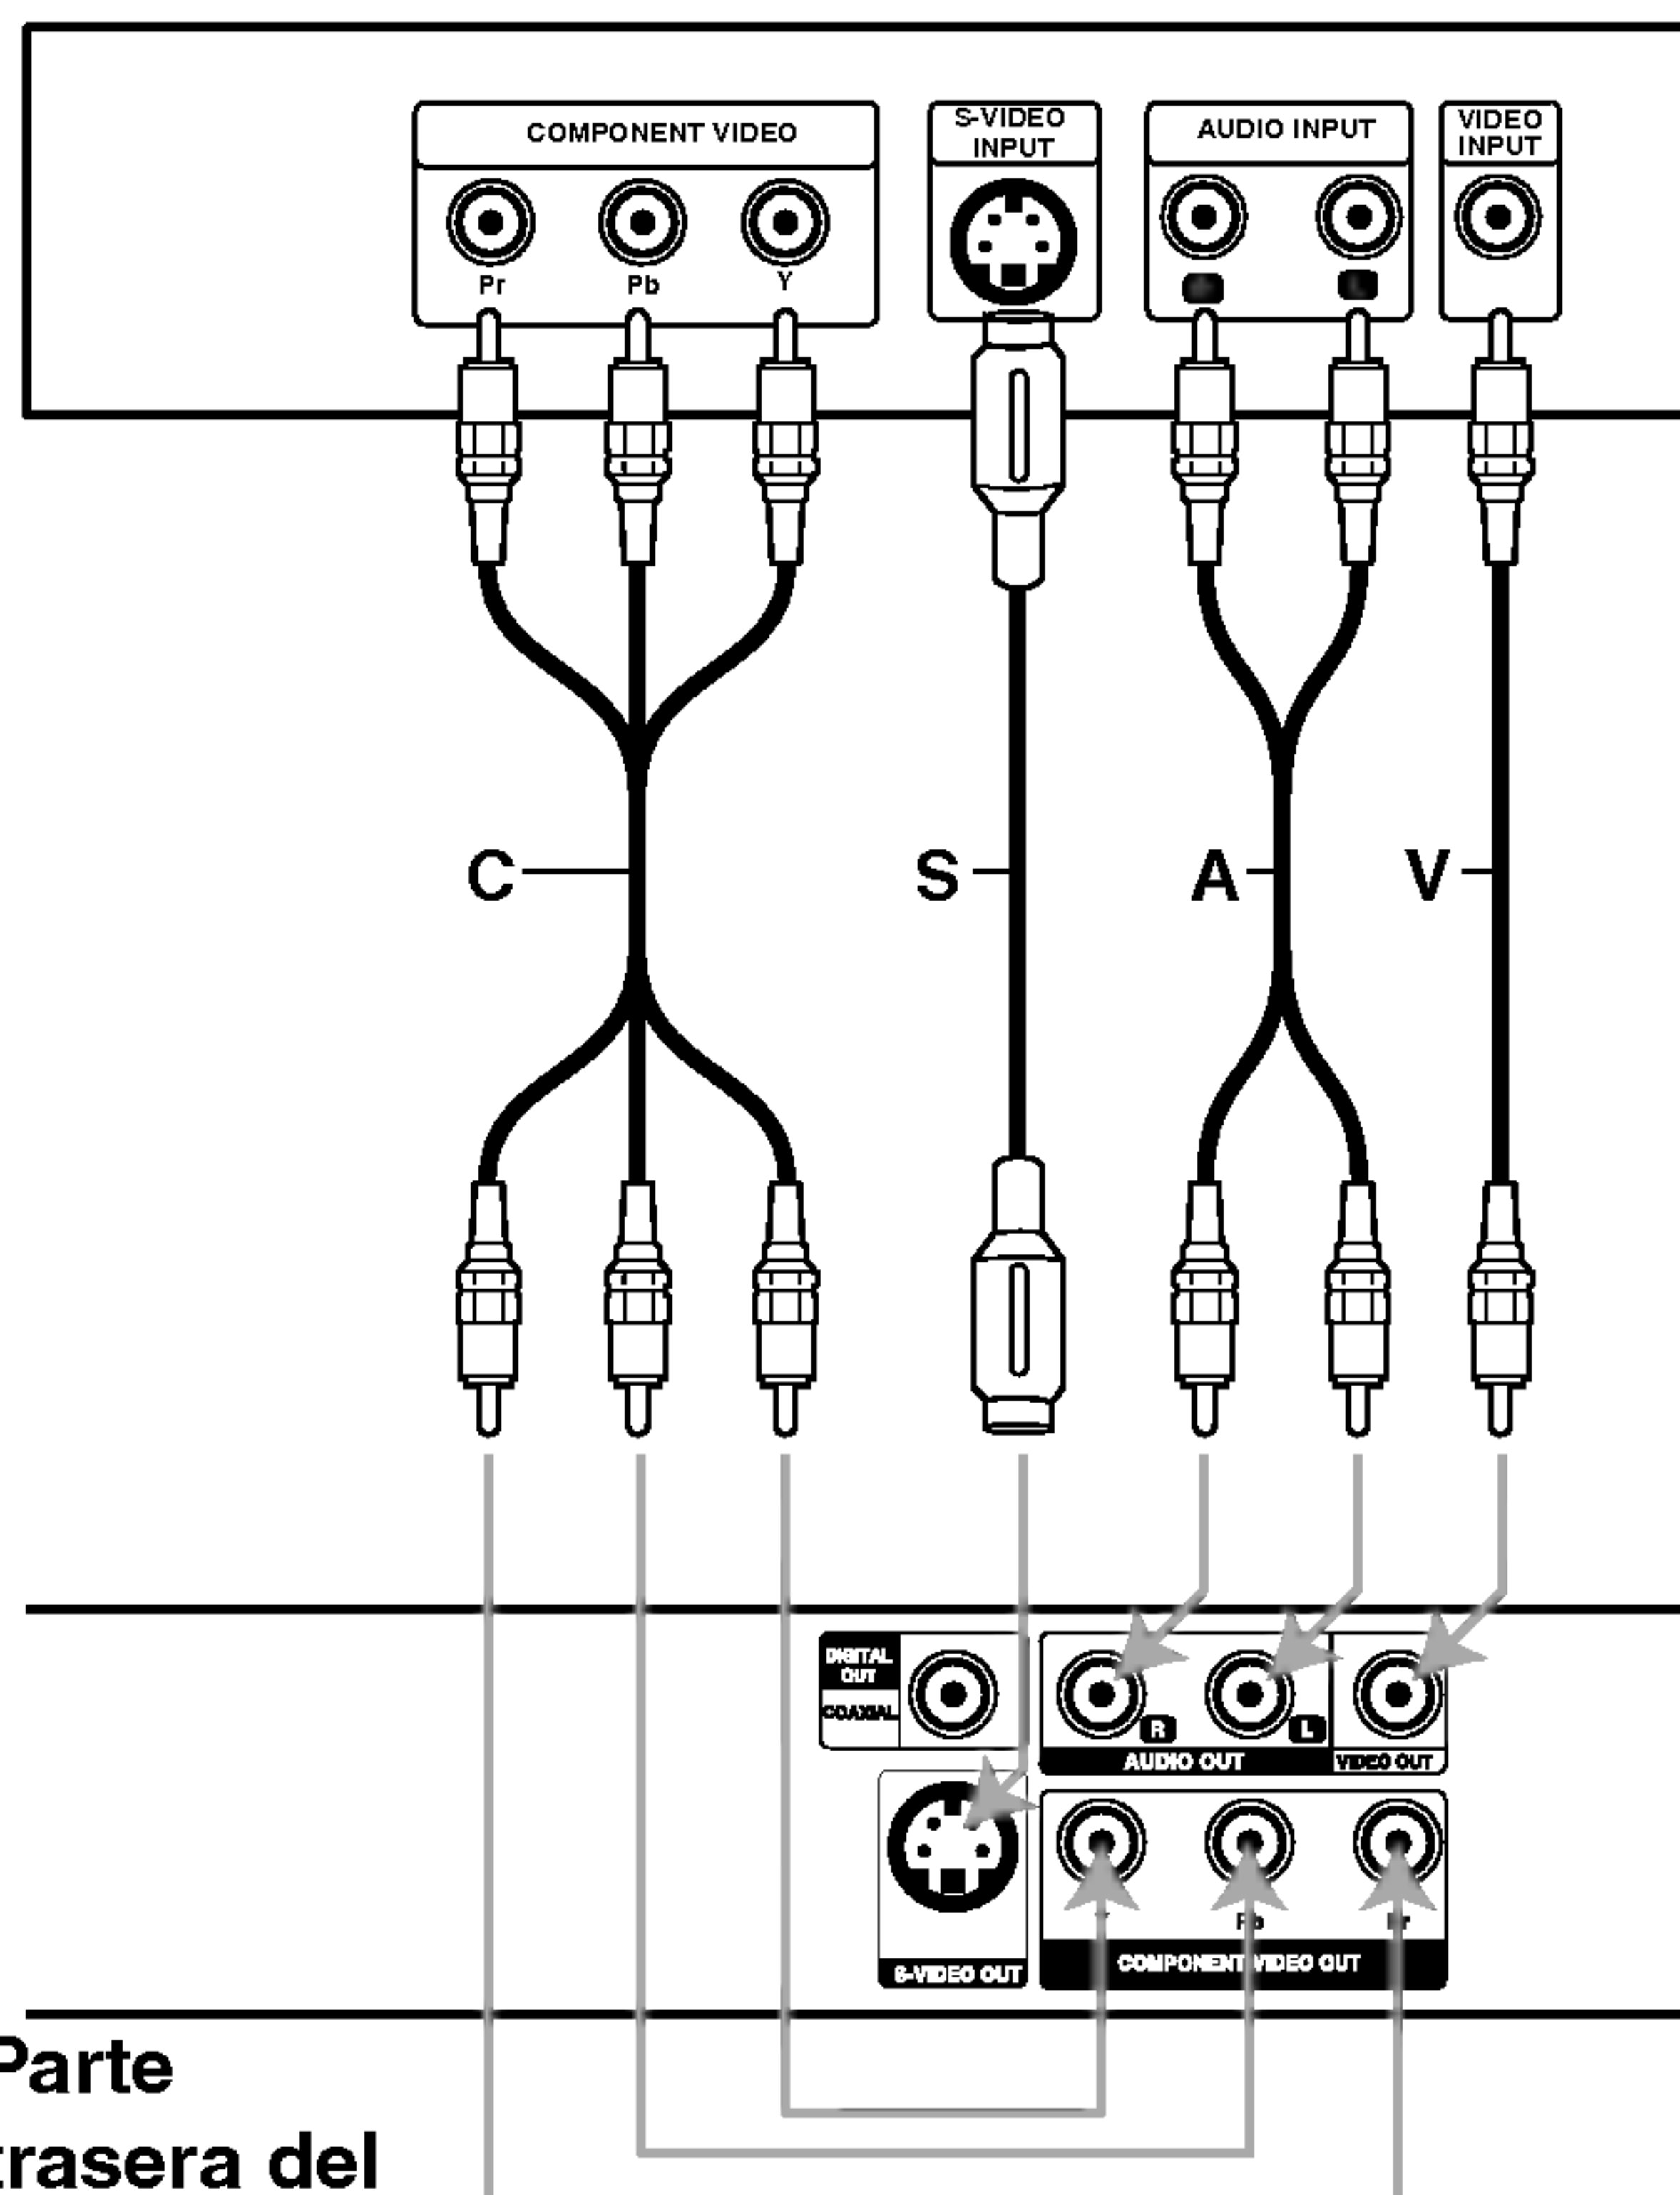 COMPONENT VIDEO
S-VIDEO
INPUT
AUDIO INPUT
VIDEO
INPUT
Pr
Pb
Y
L
C
S
A
V
DIGITAL
OUT
COAXIAL
R
L
AUDIO OUT
VIDEO OUT
Pb
Pr
S-VIDEO OUT
COMPONENT VIDEO OUT
Parte
trasera del